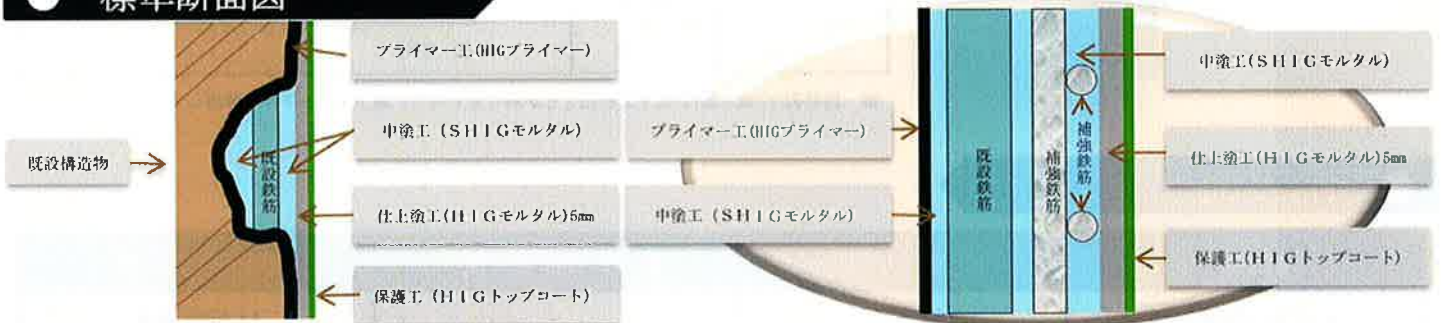 標準断面図
プライマー工(HIGプライマー)
中塗工(SHIGモルタル)
既設構造物
既設鉄筋
仕上塗工(HIGモルタル)5mm
保護工(HIGトップコート)
プライマー工(HIGプライマー)
中塗工(SHIGモルタル)
既設鉄筋
補強鉄筋
補強鉄筋
中塗工(SHIGモルタル)
仕上塗工(HIGモルタル)5mm
保護工(HIGトップコート)